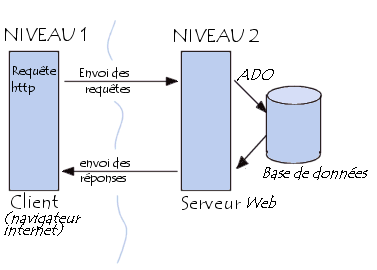 NIVEAU 1
NIVEAU 2
Requête
http
Envoi des
requêtes
ADO
envoi des
réponses
Base de données
Client
(navigateur
internet)
Serveur Web